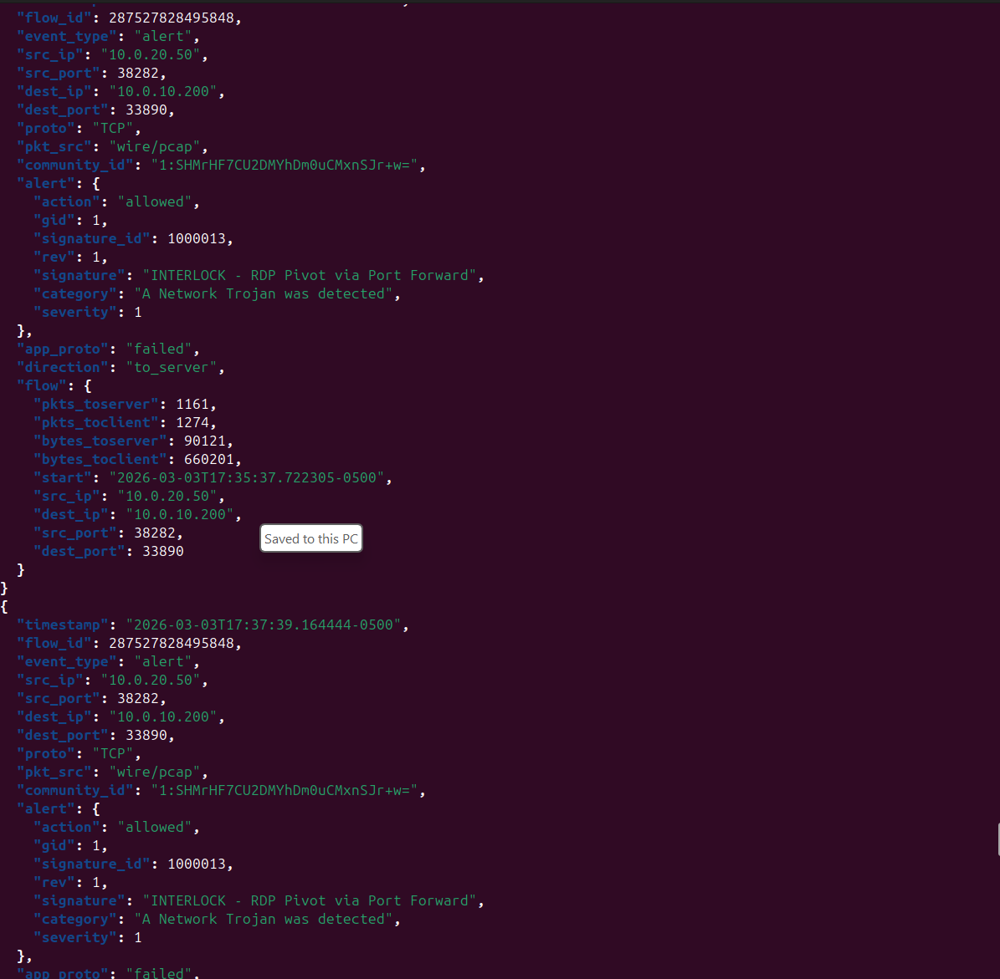 "flow_id": 287527828495848,
"event_type": "alert",
"src_ip": "10.0.20.50",
"src_port": 38282,
"dest_ip": "10.0.10.200",
"dest_port": 33890,
"proto": "TCP",
"pkt_src": "wire/pcap",
"community_id": "1:SHMrHF7CU2DMYhDm0uCMxnSJr+w=",
"alert": {
"action": "allowed",
"gid": 1,
"signature_id": 1000013,
"rev": 1,
"signature": "INTERLOCK - RDP Pivot via Port Forward",
"category": "A Network Trojan was detected",
"severity": 1
},
"app_proto": "failed",
"direction": "to_server",
"flow": {
"pkts_toserver": 1161,
"pkts_toclient": 1274,
"bytes_toserver": 90121,
"bytes_toclient": 660201,
"start": "2026-03-03T17:35:37.722305-0500",
"src_ip": "10.0.20.50",
"dest_ip": "10.0.10.200",
"src_port": 38282,
Saved to this PC
"dest_port": 33890
}
}
{
"timestamp": "2026-03-03T17:37:39.164444-0500",
"flow_id": 287527828495848,
"event_type": "alert",
"src_ip": "10.0.20.50",
"src_port": 38282,
"dest_ip": "10.0.10.200",
"dest_port": 33890,
"proto": "TCP",
"pkt_src": "wire/pcap",
"community_id": "1:SHMrHF7CU2DMYhDm0uCMxnSJr+w=",
"alert": {
"action": "allowed",
"gid": 1,
"signature_id": 1000013,
"rev": 1,
"signature": "INTERLOCK - RDP Pivot via Port Forward",
"category": "A Network Trojan was detected",
"severity": 1
},
"app_proto": "failed",